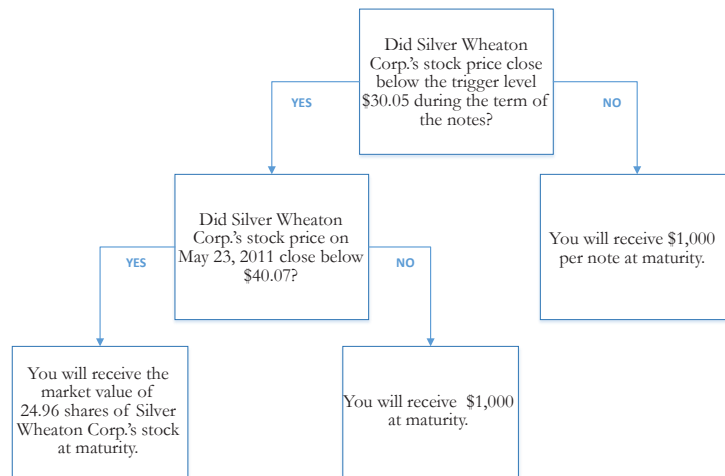 Did Silver Wheaton
Corp.'s stock price close
below the trigger level
$30.05 during the term of
the notes?
YES
NO
Did Silver Wheaton
Corp.'s stock price on
May 23, 2011 close below
$40.07?
You will receive $1,000
per note at maturity.
YES
NO
You will receive the
market value of
24.96 shares of Silver
Wheaton Corp.'s stock
at maturity.
You will receive $1,000
at maturity.